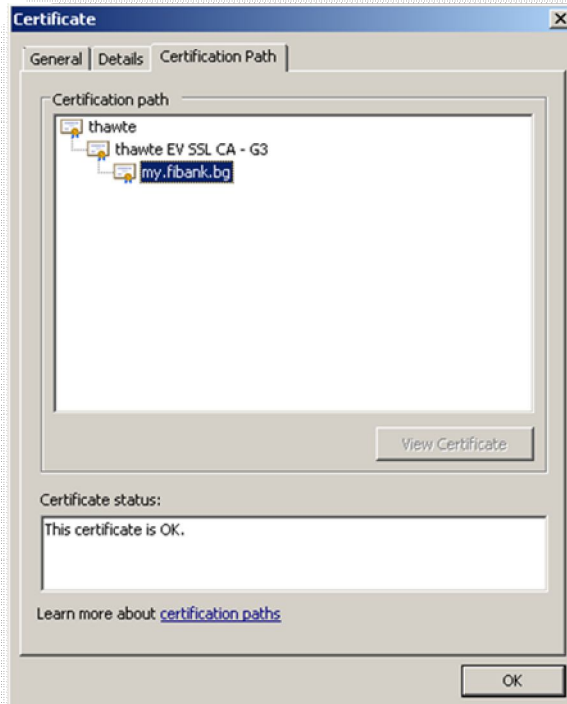 Certificate
General
Details
Certification Path
Certification path
thawte
thawte EV SSL CA - G3
my.fibank.bg
View Certificate
Certificate status:
This certificate is OK.
Learn more about certification paths
OK